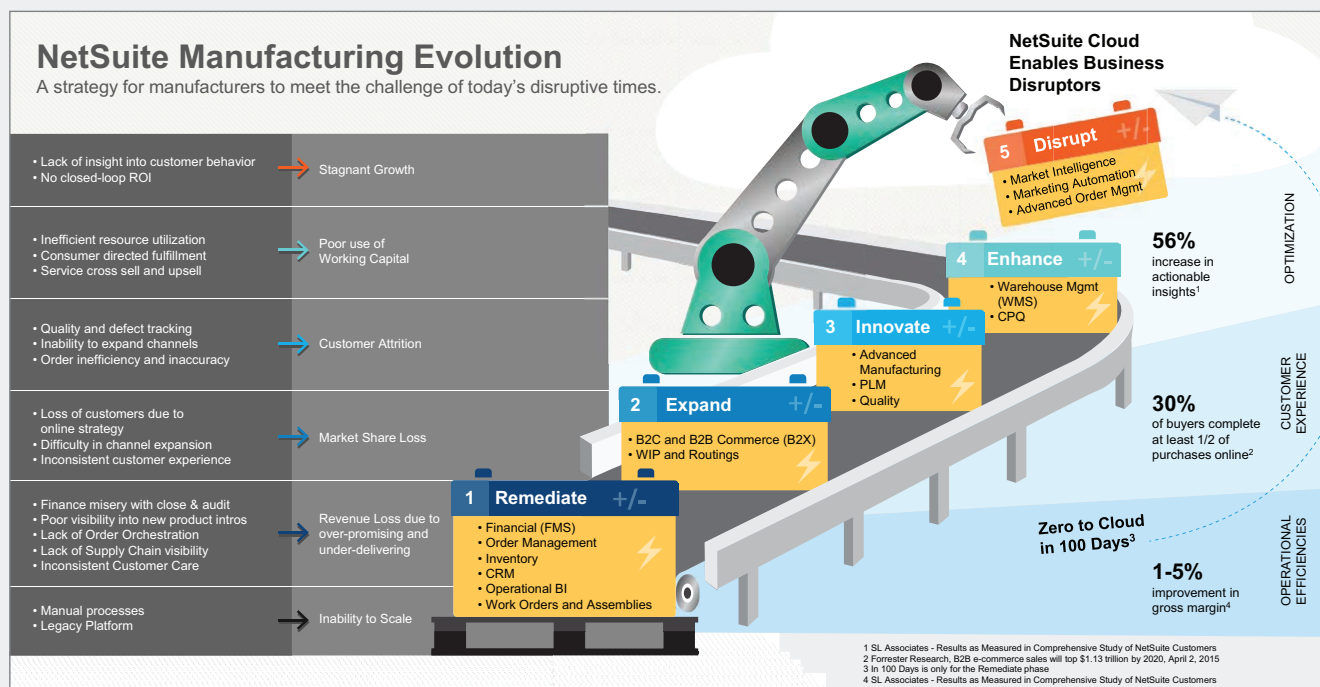 NetSuite Manufacturing Evolution
A strategy for manufacturers to meet the challenge of today's disruptive times.
NetSuite Cloud
Enables Business
Disruptors
• Lack of insight into customer behavior
• No closed-loop ROI
Stagnant Growth
• Inefficient resource utilization
• Consumer directed fulfillment
• Service cross sell and upsell
Poor use of
Working Capital
• Quality and defect tracking
• Inability to expand channels
• Order inefficiency and inaccuracy
Customer Attrition
• Loss of customers due to
online strategy
• Difficulty in channel expansion
• Inconsistent customer experience
Market Share Loss
• Finance misery with close & audit
• Poor visibility into new product intros
• Lack of Order Orchestration
• Lack of Supply Chain visibility
• Inconsistent Customer Care
Revenue Loss due to
over-promising and
under-delivering
• Manual processes
• Legacy Platform
Inability to Scale
1 Remediate +/-
• Financial (FMS)
• Order Management
• Inventory
• CRM
• Operational BI
• Work Orders and Assemblies
2 Expand +/-
• B2C and B2B Commerce (B2X)
• WIP and Routings
3 Innovate +/-
• Advanced
Manufacturing
• PLM
• Quality
4 Enhance +/-
• Warehouse Mgmt
(WMS)
• CPQ
5 Disrupt +/-
• Market Intelligence
• Marketing Automation
• Advanced Order Mgmt
56%
increase in
actionable
insights1
OPTIMIZATION
30%
of buyers complete
at least 1/2 of
purchases online2
CUSTOMER
EXPERIENCE
Zero to Cloud
in 100 Days3
1-5%
improvement in
gross margin4
OPERATIONAL
EFFICIENCIES
1 SL Associates - Results as Measured in Comprehensive Study of NetSuite Customers
2 Forrester Research, B2B e-commerce sales will top $1.13 trillion by 2020, April 2, 2015
3 In 100 Days is only for the Remediate phase
4 SL Associates - Results as Measured in Comprehensive Study of NetSuite Customers